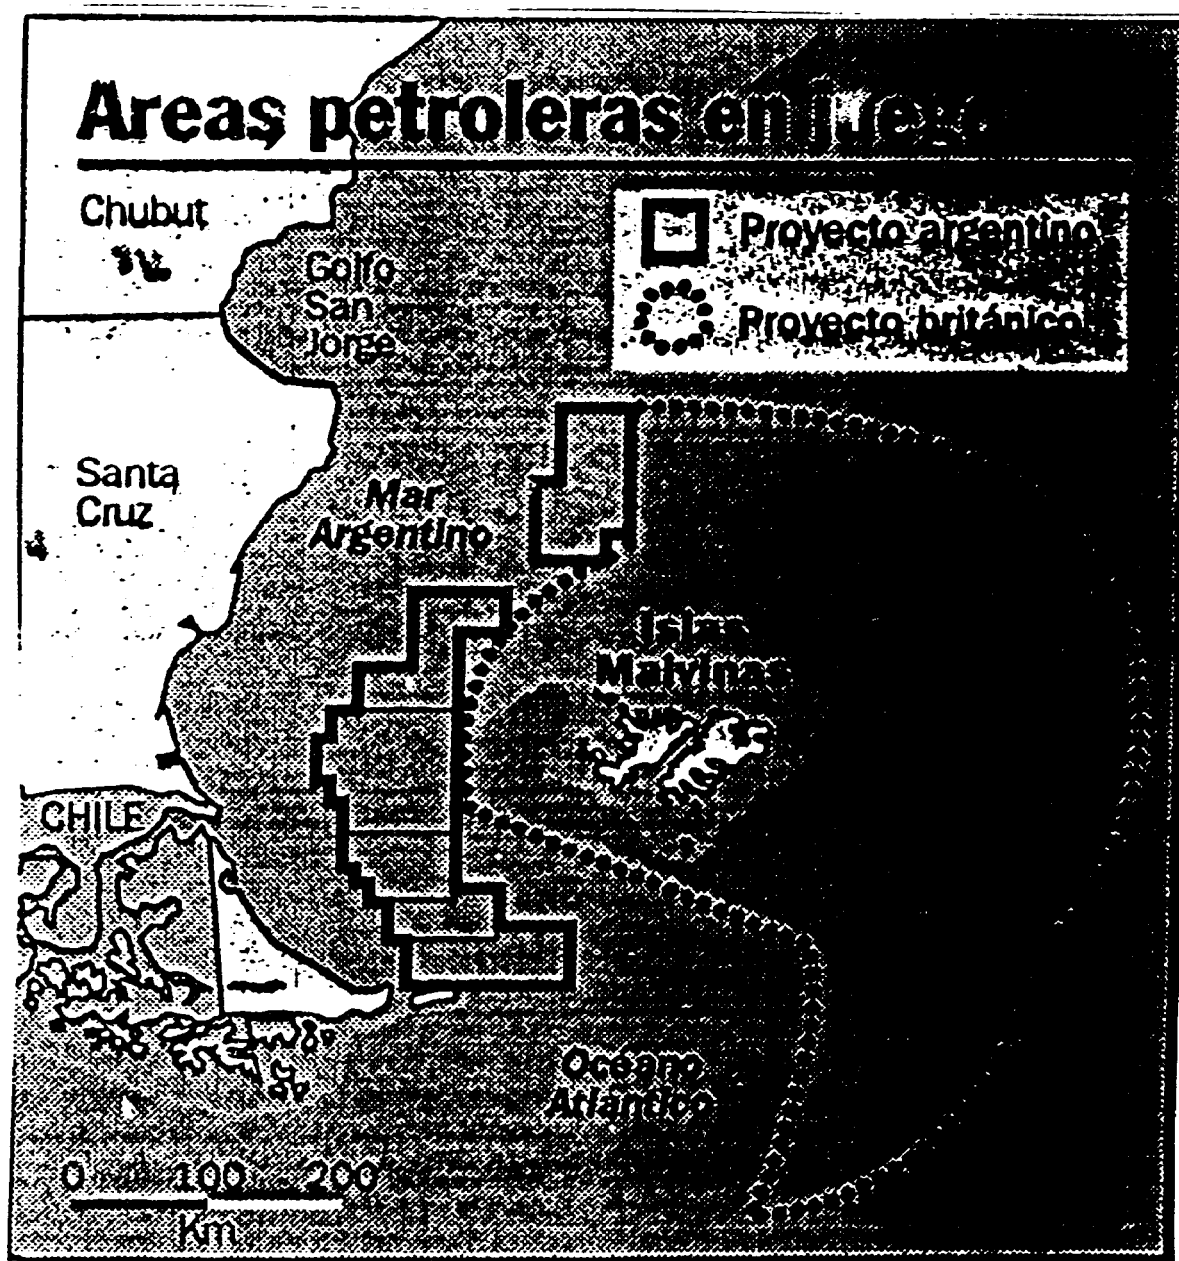 Areas petroleras en juego
Chubut
Golfo
San
Jorge
Proyecto argentino
Proyecto británico
Santa
Cruz
Mar
Argentino
Islas
Malvinas
CHILE
Océano
Atlántico
0 100 200
Km